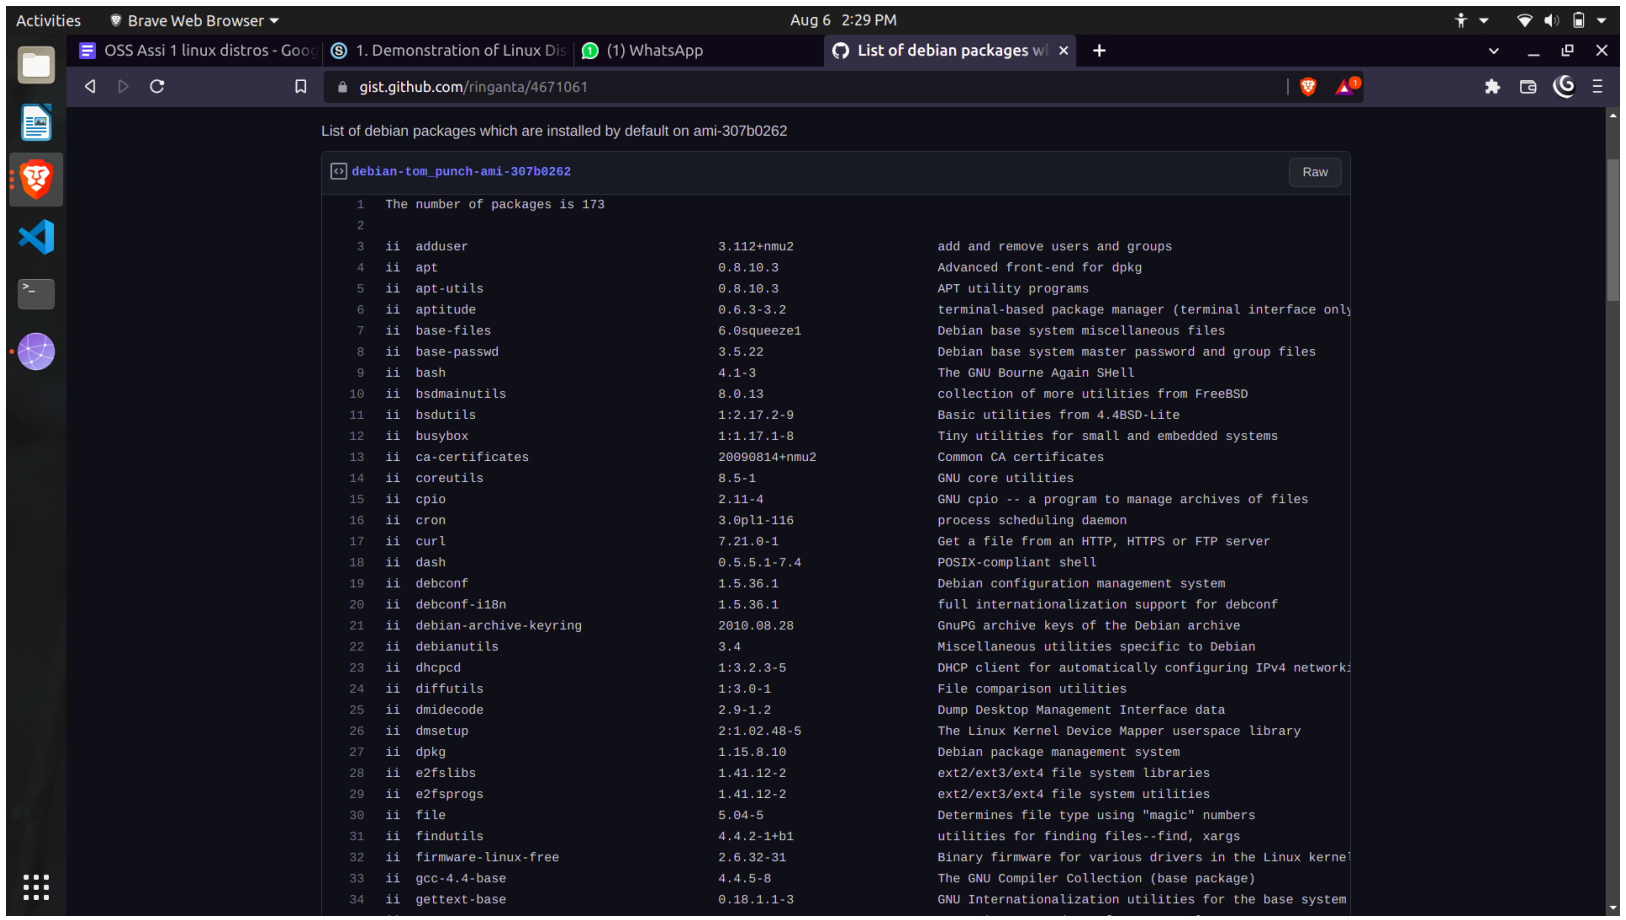 Activities
Brave Web Browser
Aug 6 2:29 PM
OSS Assi 1 linux distros - Goog
1. Demonstration of Linux Dis
(1) WhatsApp
List of debian packages wh
gist.github.com/ringanta/4671061
1
List of debian packages which are installed by default on ami-307b0262
debian-tom_punch-ami-307b0262
Raw
1 The number of packages is 173
2
3 ii adduser 3.112+nmu2 add and remove users and groups
4 ii apt 0.8.10.3 Advanced front-end for dpkg
5 ii apt-utils 0.8.10.3 APT utility programs
6 ii aptitude 0.6.3-3.2 terminal-based package manager (terminal interface only
7 ii base-files 6.0squeeze1 Debian base system miscellaneous files
8 ii base-passwd 3.5.22 Debian base system master password and group files
9 ii bash 4.1-3 The GNU Bourne Again SHell
10 ii bsdmainutils 8.0.13 collection of more utilities from FreeBSD
11 ii bsdutils 1:2.17.2-9 Basic utilities from 4.4BSD-Lite
12 ii busybox 1:1.17.1-8 Tiny utilities for small and embedded systems
13 ii ca-certificates 20090814+nmu2 Common CA certificates
14 ii coreutils 8.5-1 GNU core utilities
15 ii cpio 2.11-4 GNU cpio -- a program to manage archives of files
16 ii cron 3.0pl1-116 process scheduling daemon
17 ii curl 7.21.0-1 Get a file from an HTTP, HTTPS or FTP server
18 ii dash 0.5.5.1-7.4 POSIX-compliant shell
19 ii debconf 1.5.36.1 Debian configuration management system
20 ii debconf-i18n 1.5.36.1 full internationalization support for debconf
21 ii debian-archive-keyring 2010.08.28 GnuPG archive keys of the Debian archive
22 ii debianutils 3.4 Miscellaneous utilities specific to Debian
23 ii dhcpcd 1:3.2.3-5 DHCP client for automatically configuring IPv4 networki
24 ii diffutils 1:3.0-1 File comparison utilities
25 ii dmidecode 2.9-1.2 Dump Desktop Management Interface data
26 ii dmsetup 2:1.02.48-5 The Linux Kernel Device Mapper userspace library
27 ii dpkg 1.15.8.10 Debian package management system
28 ii e2fslibs 1.41.12-2 ext2/ext3/ext4 file system libraries
29 ii e2fsprogs 1.41.12-2 ext2/ext3/ext4 file system utilities
30 ii file 5.04-5 Determines file type using "magic" numbers
31 ii findutils 4.4.2-1+b1 utilities for finding files--find, xargs
32 ii firmware-linux-free 2.6.32-31 Binary firmware for various drivers in the Linux kernel
33 ii gcc-4.4-base 4.4.5-8 The GNU Compiler Collection (base package)
34 ii gettext-base 0.18.1.1-3 GNU Internationalization utilities for the base system